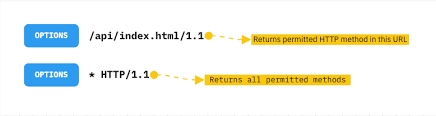 OPTIONS /api/index.html/1.1 Returns permitted HTTP method in this URL
OPTIONS * HTTP/1.1 Returns all permitted methods